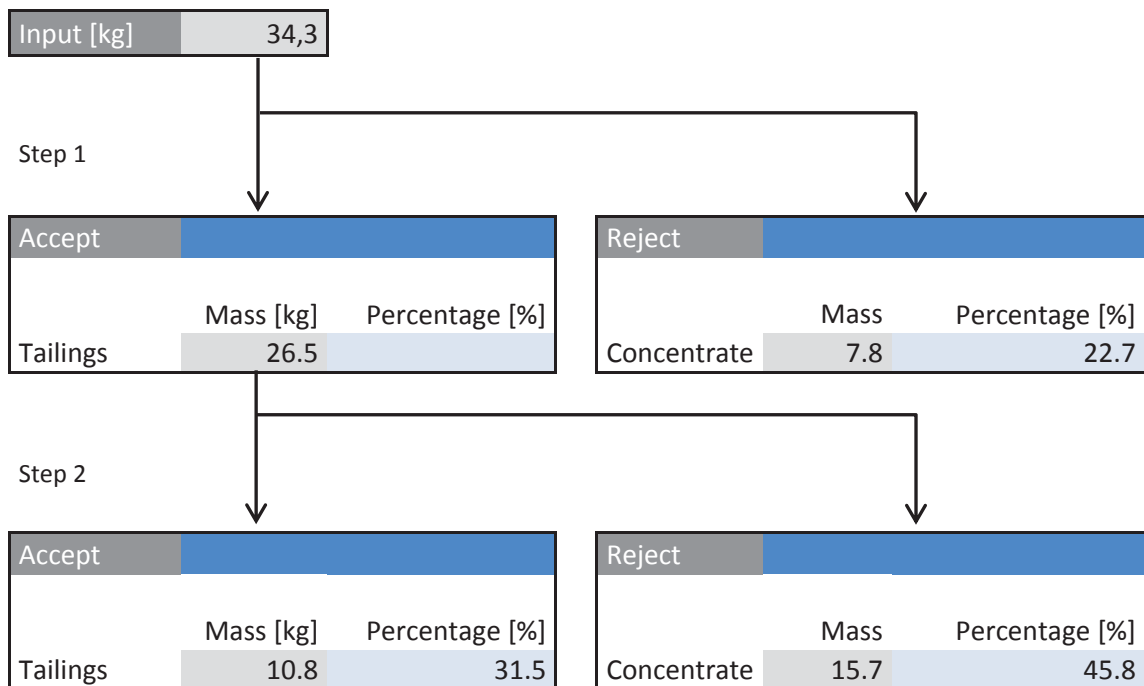 Input [kg] 34,3
Step 1
Accept
Mass [kg] Percentage [%]
Tailings 26.5
Reject
Mass Percentage [%]
Concentrate 7.8 22.7
Step 2
Accept
Mass [kg] Percentage [%]
Tailings 10.8 31.5
Reject
Mass Percentage [%]
Concentrate 15.7 45.8